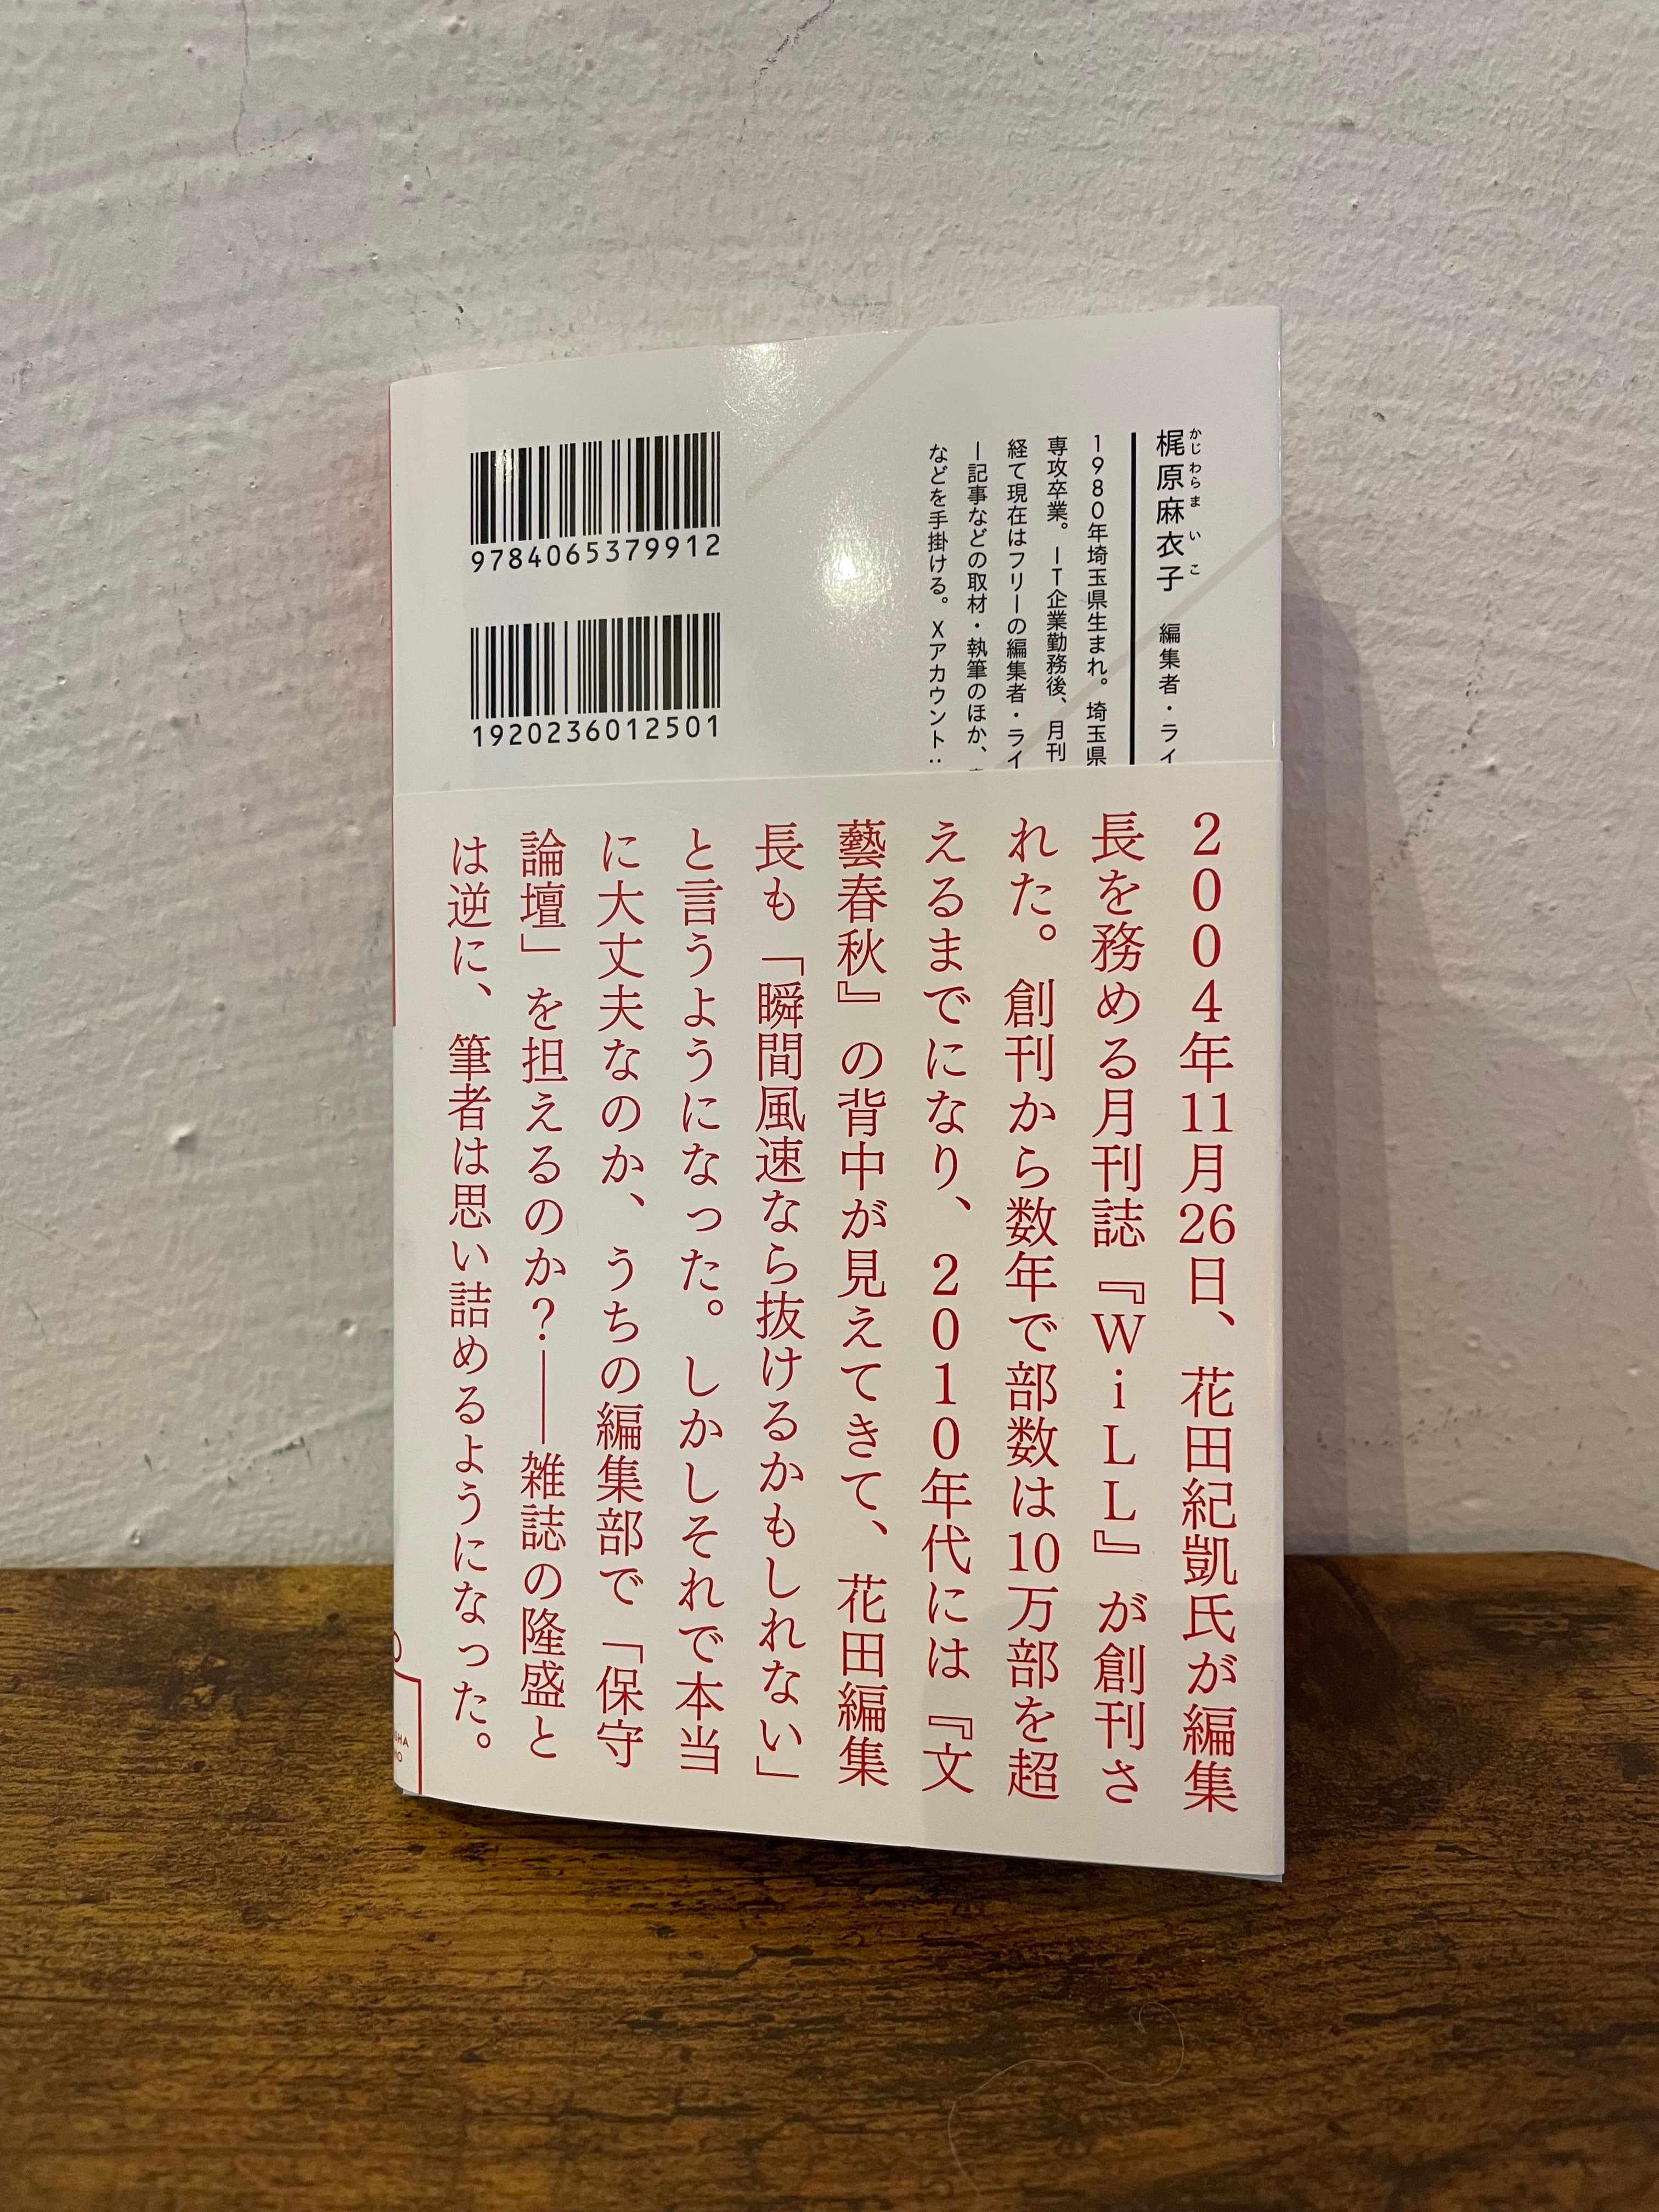 梶原麻衣子 編集者・ライ
かじわらまいこ
1980年埼玉県生まれ。埼玉県
専攻卒業。IT企業勤務後、月刊
経て現在はフリーの編集者・ライ
ー記事などの取材・執筆のほか、
などを手掛ける。Xアカウント:
9784065379912
1920236012501
2004年11月26日、花田紀凱氏が編集
長を務める月刊誌『WiLL』が創刊さ
れた。創刊から数年で部数は10万部を超
えるまでになり、2010年代には『文
藝春秋』の背中が見えてきて、花田編集
長も「瞬間風速なら抜けるかもしれない」
と言うようになった。しかしそれで本当
に大丈夫なのか、うちの編集部で「保守
論壇」を担えるのか?――雑誌の隆盛と
は逆に、筆者は思い詰めるようになった。